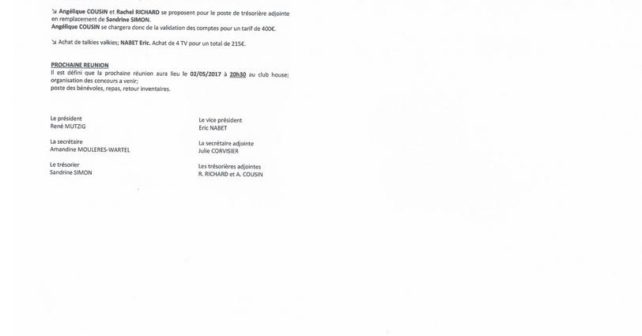 ↘ Angélique COUSIN et Rachel RICHARD se proposent pour le poste de trésorière adjointe
en remplacement de Sandrine SIMON.
Angélique COUSIN se chargera donc de la validation des comptes pour un tarif de 400€.
↘ Achat de talkies valkies; NABET Eric. Achat de 4 TV pour un total de 215€.
PROCHAINE REUNION
Il est défini que la prochaine réunion aura lieu le 02/05/2017 à 20h30 au club house;
organisation des concours a venir;
poste des bénévoles, repas, retour inventaires.
Le président
René MUTZIG
Le vice président
Eric NABET
La secrétaire
Amandine MOULERES-WARTEL
La secrétaire adjointe
Julie CORVISIER
Le trésorier
Sandrine SIMON
Les trésorières adjointes
R. RICHARD et A. COUSIN